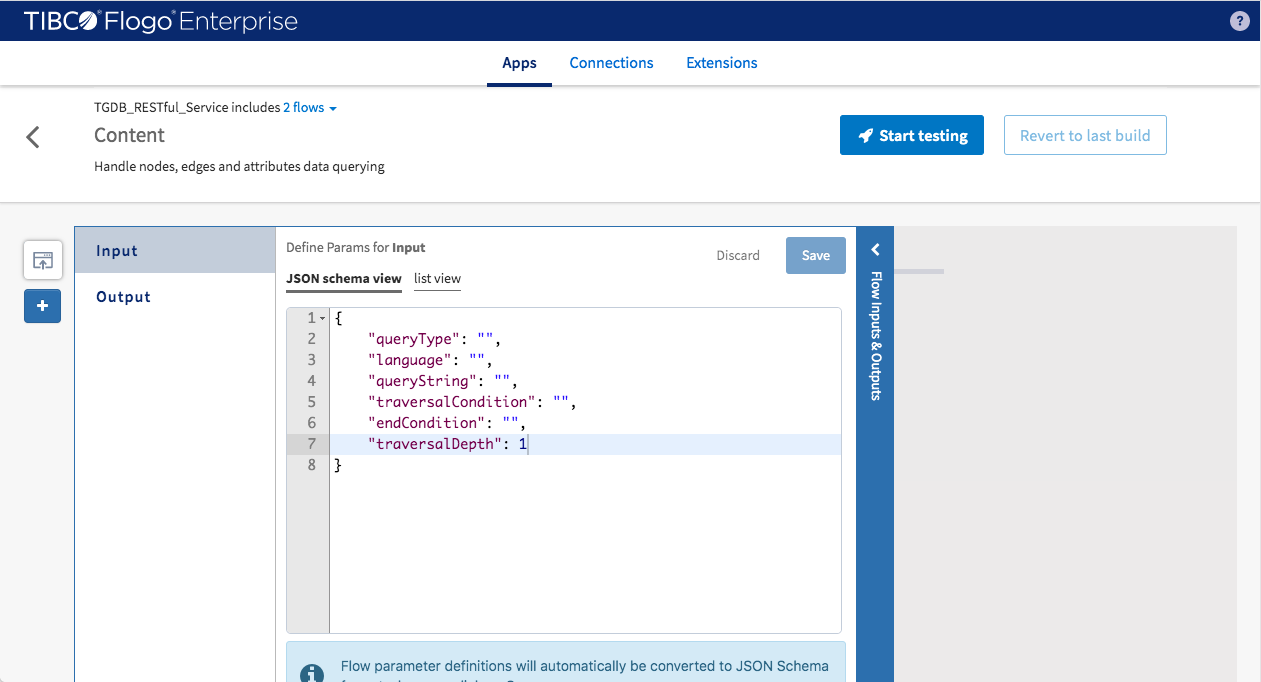 TIBCO® Flogo® Enterprise
?
Apps Connections Extensions
TGDB_RESTful_Service includes 2 flows
Content
Handle nodes, edges and attributes data querying
Start testing
Revert to last build
Input
Output
Define Params for Input
Discard
Save
JSON schema view list view
1 {
2 "queryType": "",
3 "language": "",
4 "queryString": "",
5 "traversalCondition": "",
6 "endCondition": "",
7 "traversalDepth": 1
8 }
Flow Inputs & Outputs
Flow parameter definitions will automatically be converted to JSON Schema